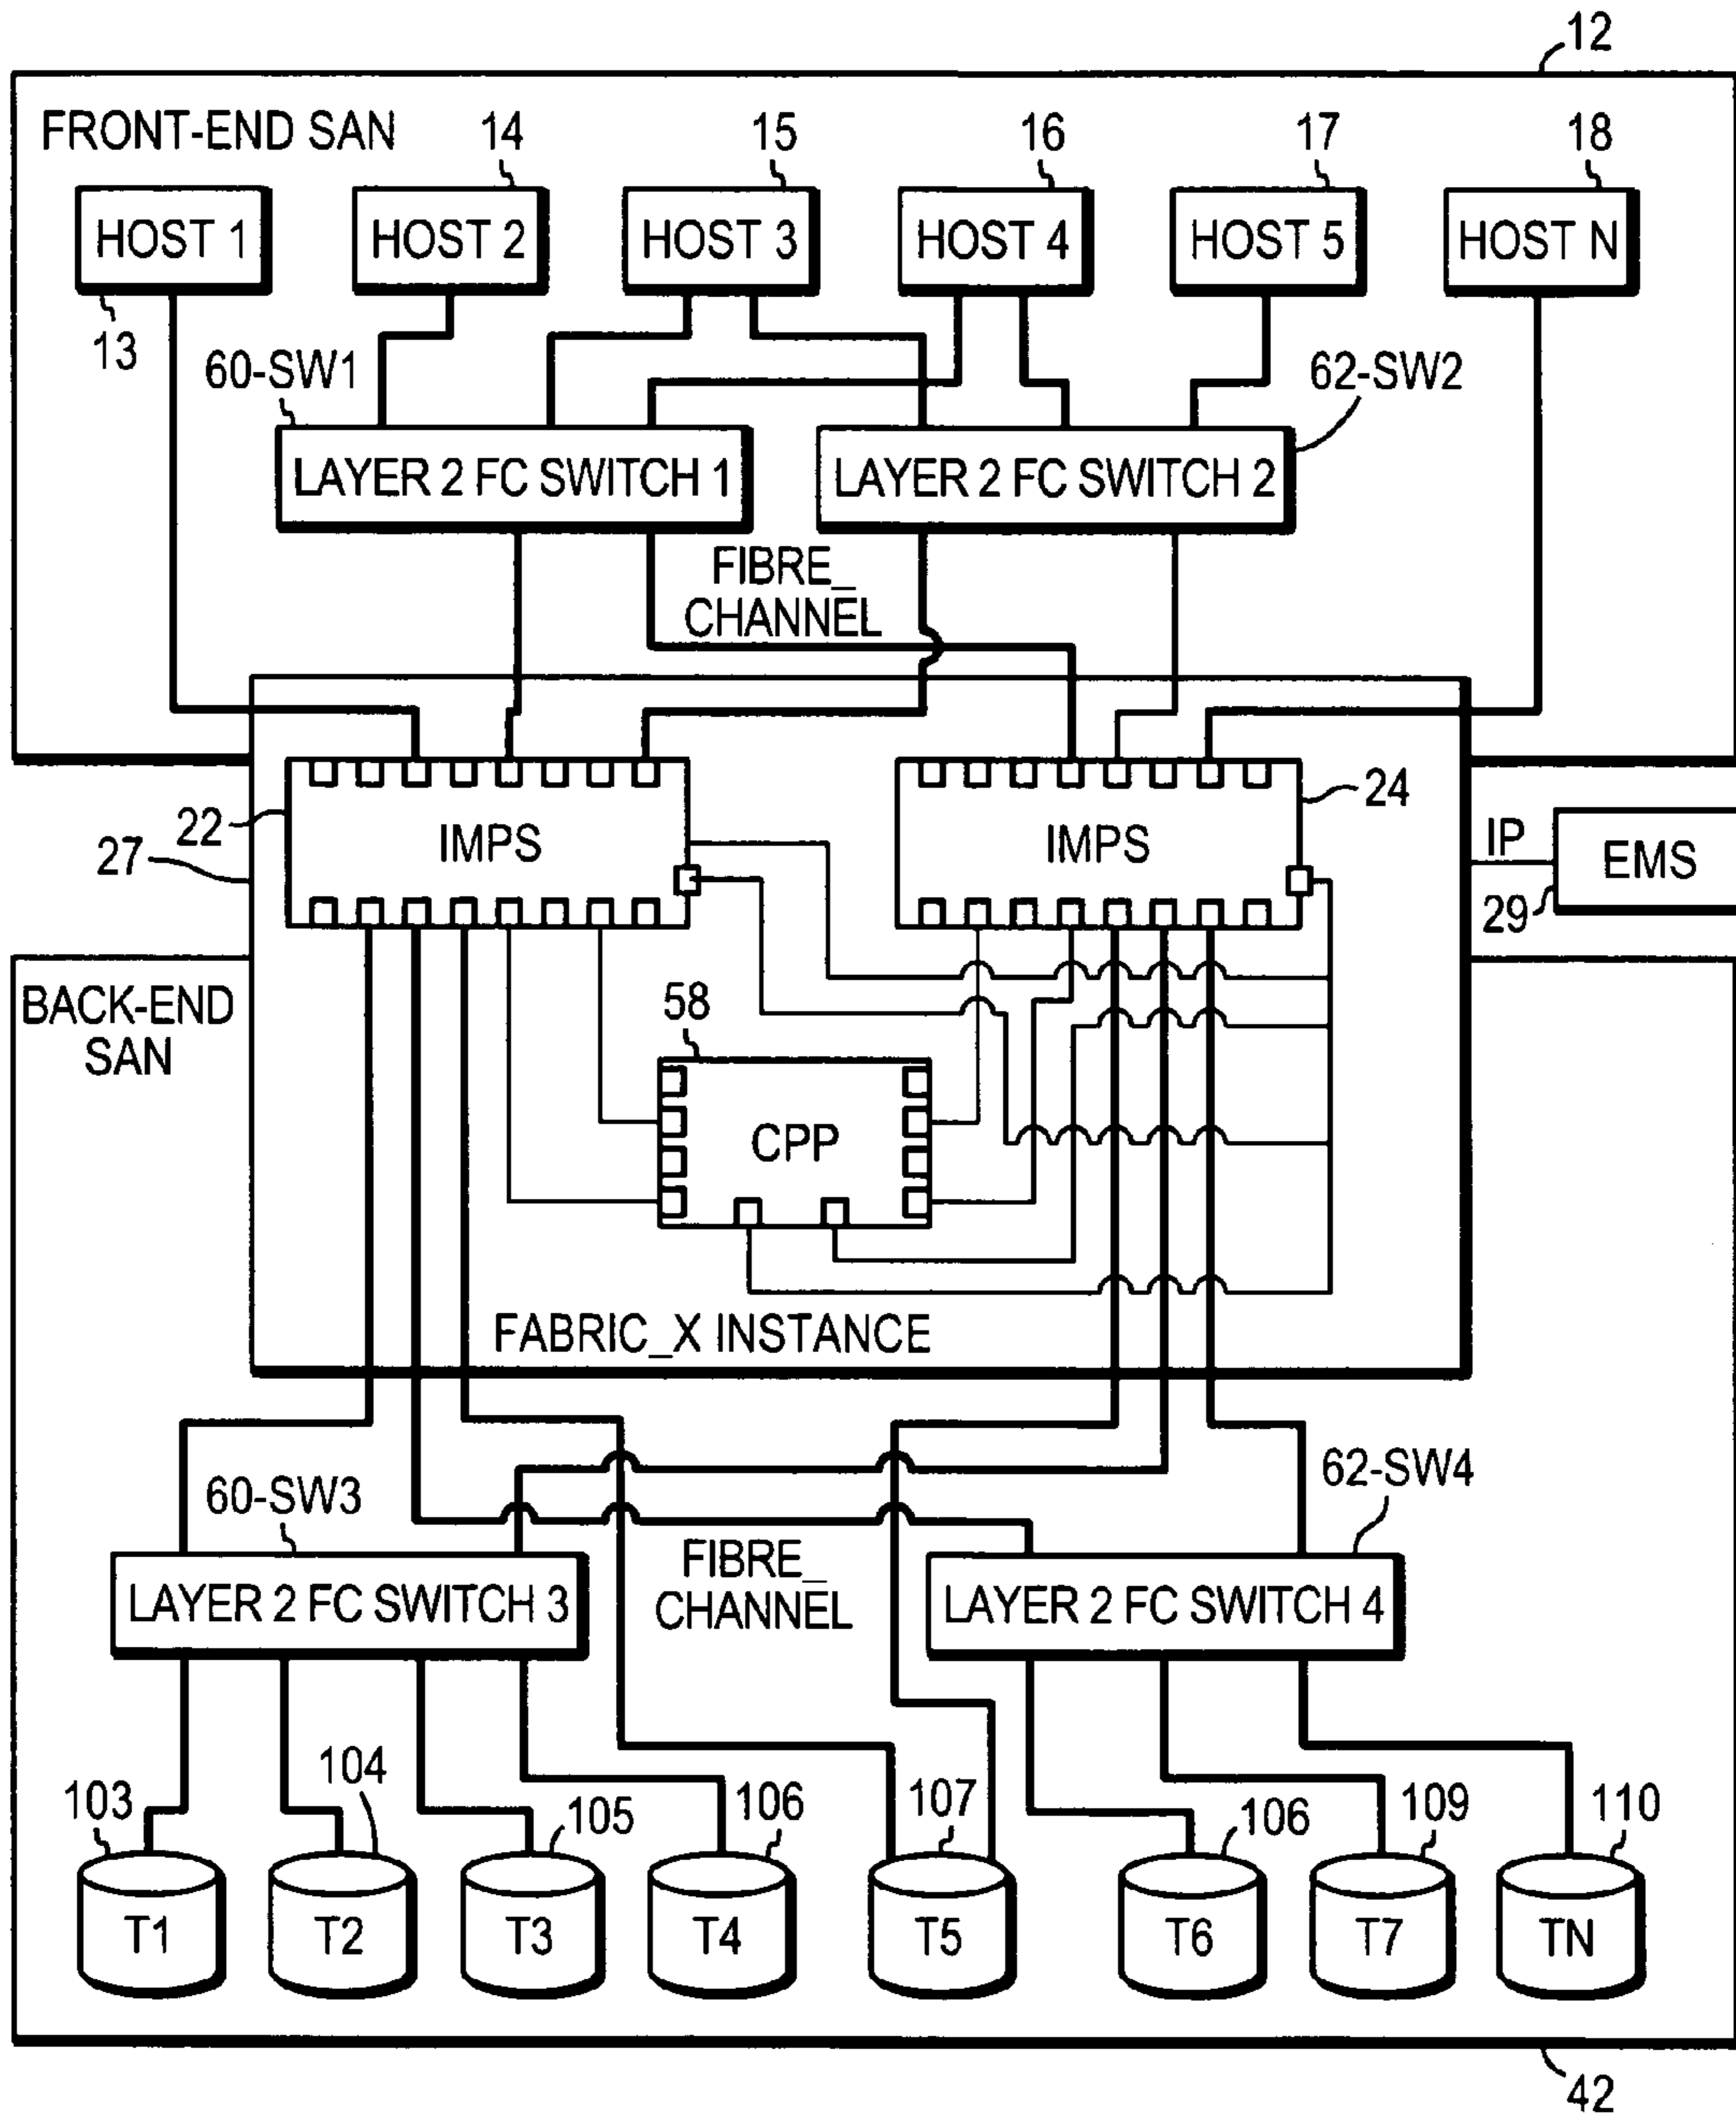 12
FRONT-END SAN
14
15
16
17
18
HOST 1
HOST 2
HOST 3
HOST 4
HOST 5
HOST N
13
60-SW1
62-SW2
LAYER 2 FC SWITCH 1
LAYER 2 FC SWITCH 2
FIBRE_
CHANNEL
22
IMPS
IMPS
24
27
IP
EMS
29
BACK-END
SAN
58
CPP
FABRIC_X INSTANCE
60-SW3
62-SW4
FIBRE_
CHANNEL
LAYER 2 FC SWITCH 3
LAYER 2 FC SWITCH 4
103
104
105
106
107
106
109
110
T1
T2
T3
T4
T5
T6
T7
TN
42